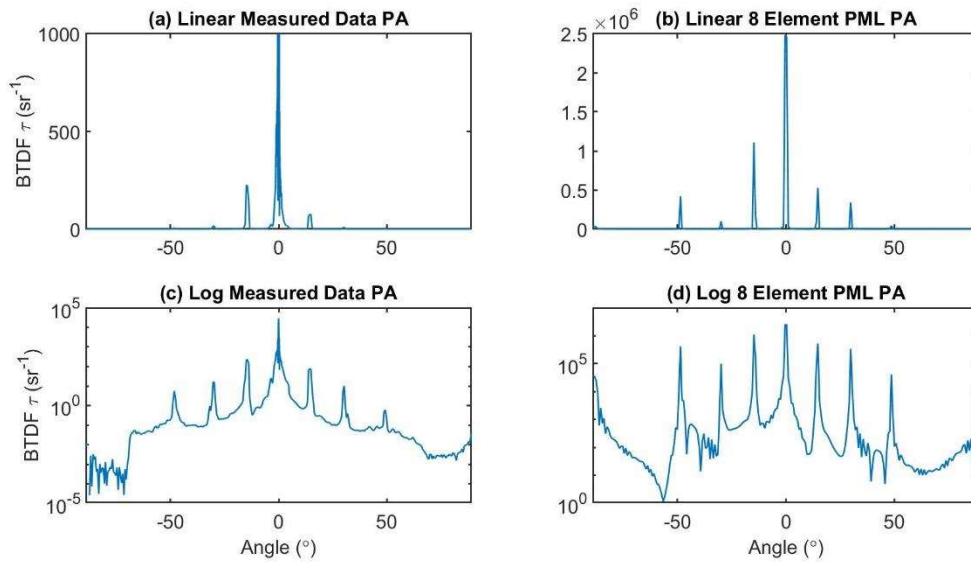 (a) Linear Measured Data PA
1000
500
0
-50 0 50
BTDF τ (sr⁻¹)
(b) Linear 8 Element PML PA
×10⁶
2.5
2
1.5
1
0.5
0
-50 0 50
(c) Log Measured Data PA
10⁵
10⁰
10⁻⁵
-50 0 50
BTDF τ (sr⁻¹)
Angle (°)
(d) Log 8 Element PML PA
10⁵
10⁰
-50 0 50
Angle (°)